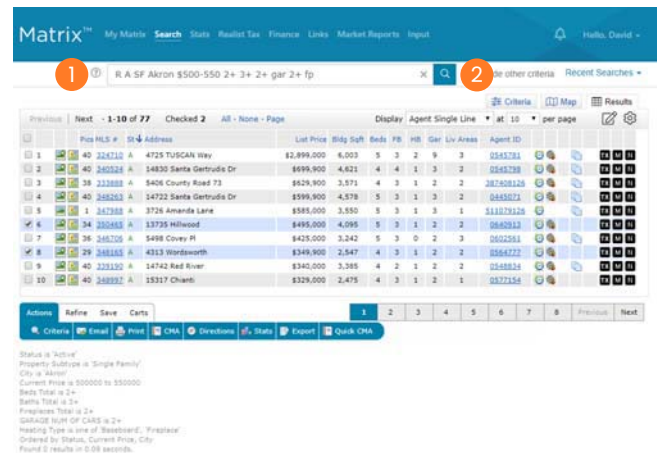 Matrix™ My Matrix Search Stats Realist Tax Finance Links Market Reports Input Hello, David
1 R A SF Akron $500-550 2+ 3+ 2+ gar 2+ fp × 2 de other criteria Recent Searches
Criteria Map Results
Previous Next · 1-10 of 77 Checked 2 All · None · Page Display Agent Single Line at 10 per page
Pics MLS # St Address List Price Bldg Sqft Beds FB HB Gar Liv Areas Agent ID
1 40 324710 A 4725 TUSCAN Way $2,899,000 6,003 5 3 2 9 3 0545781 TX M N
2 40 340524 A 14830 Santa Gertrudis Dr $699,900 4,621 4 4 1 3 2 0545798 TX M N
3 38 333888 A 5406 County Road 73 $629,900 3,571 4 3 1 2 2 387408126 TX M N
4 40 348263 A 14722 Santa Gertrudis Dr $599,900 4,578 5 3 1 3 2 0445071 TX M N
5 1 347988 A 3726 Amanda Lane $585,000 3,550 5 3 1 3 1 511079126 TX M N
6 34 350465 A 13735 Hillwood $495,000 4,095 5 3 1 2 2 0640913 TX M N
7 36 346706 A 5498 Covey Pl $425,000 3,242 5 3 0 2 3 0602561 TX M N
8 29 348165 A 4313 Wordsworth $349,900 2,547 4 3 1 2 2 0564777 TX M N
9 40 339190 A 14742 Red River $340,000 3,385 4 2 1 2 2 0548834 TX M N
10 40 348997 A 15317 Chianti $329,000 2,475 4 3 1 2 1 0577154 TX M N
Actions Refine Save Carts 1 2 3 4 5 6 7 8 Previous Next
Criteria Email Print CMA Directions Stats Export Quick CMA
Status is 'Active'
Property Subtype is 'Single Family'
City is 'Akron'
Current Price is 500000 to 550000
Beds Total is 2+
Baths Total is 3+
Fireplaces Total is 2+
GARAGE NUM OF CARS is 2+
Heating Type is one of 'Baseboard', 'Fireplace'
Ordered by Status, Current Price, City
Found 0 results in 0.09 seconds.